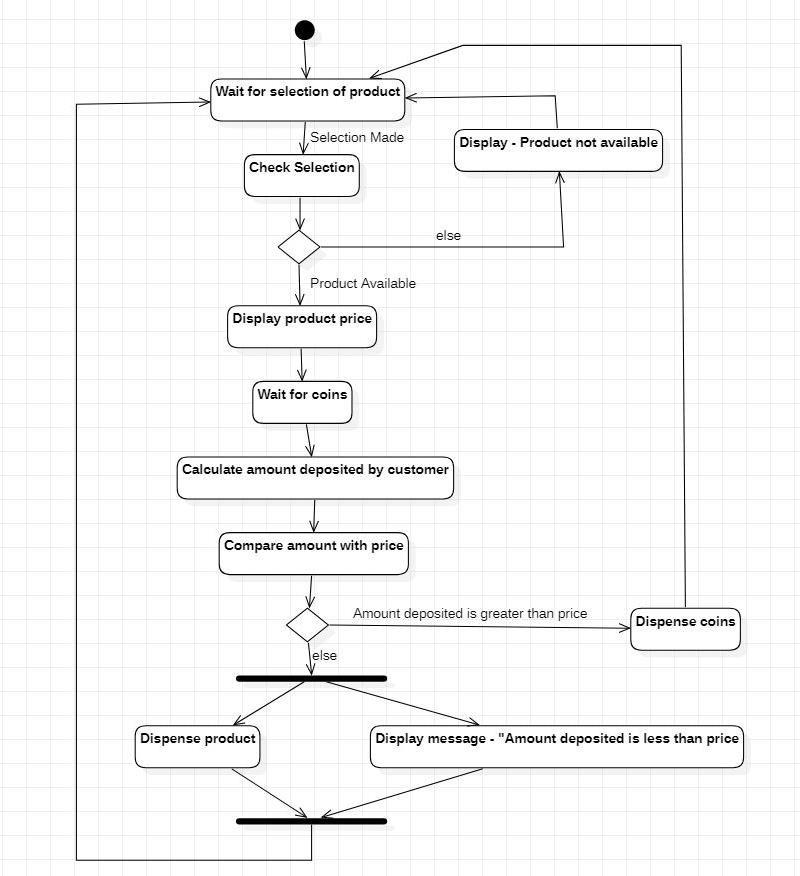 Wait for selection of product
Selection Made
Display - Product not available
Check Selection
else
Product Available
Display product price
Wait for coins
Calculate amount deposited by customer
Compare amount with price
Amount deposited is greater than price
Dispense coins
else
Dispense product
Display message - "Amount deposited is less than price